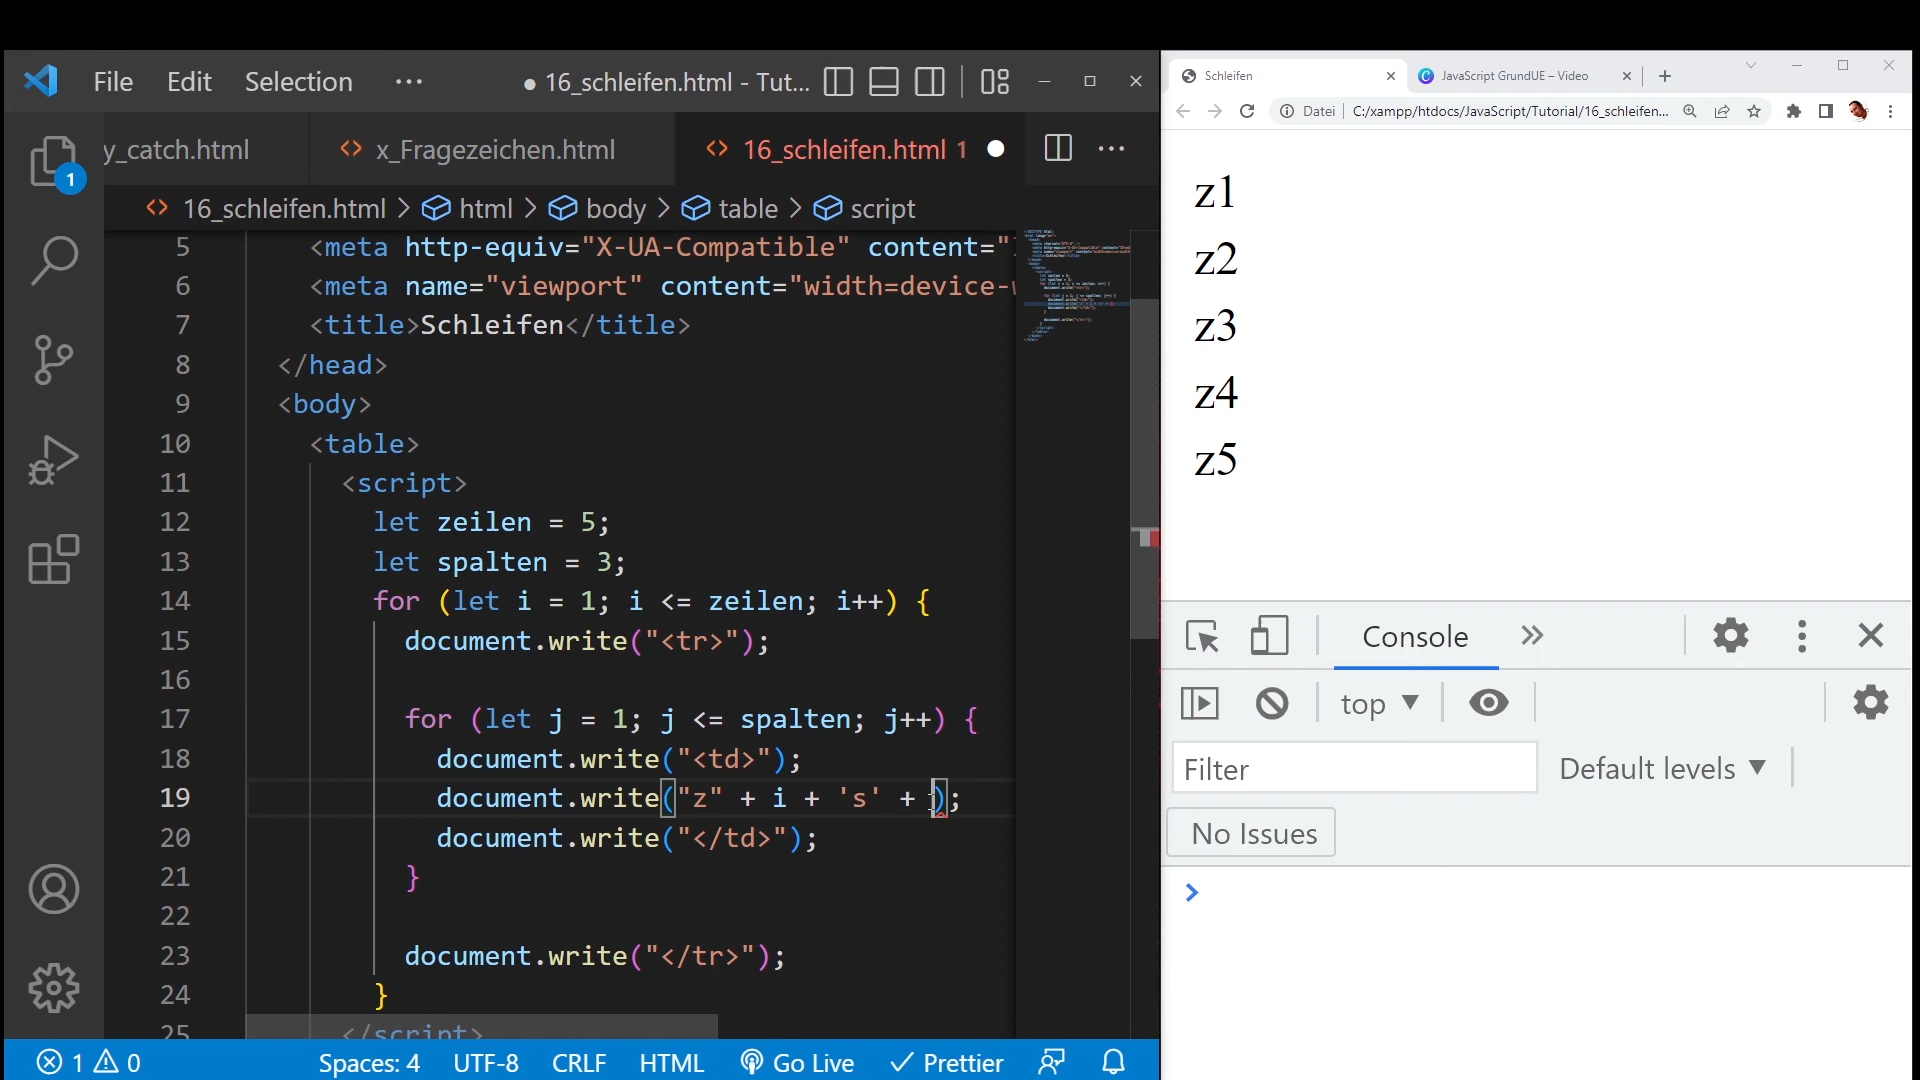 File Edit Selection ··· ● 16_schleifen.html - Tut...
y_catch.html x_Fragezeichen.html 16_schleifen.html 1
16_schleifen.html > html > body > table > script
5 <meta http-equiv="X-UA-Compatible" content="
6 <meta name="viewport" content="width=device-w
7 <title>Schleifen</title>
8 </head>
9 <body>
10 <table>
11 <script>
12 let zeilen = 5;
13 let spalten = 3;
14 for (let i = 1; i <= zeilen; i++) {
15 document.write("<tr>");
16
17 for (let j = 1; j <= spalten; j++) {
18 document.write("<td>");
19 document.write("z" + i + 's' + );
20 document.write("</td>");
21 }
22
23 document.write("</tr>");
24 }
25 </script>
1 0 Spaces: 4 UTF-8 CRLF HTML Go Live Prettier
1
Schleifen JavaScript GrundUE – Video
Datei C:/xampp/htdocs/JavaScript/Tutorial/16_schleifen...
z1
z2
z3
z4
z5
Console
top
Filter Default levels
No Issues